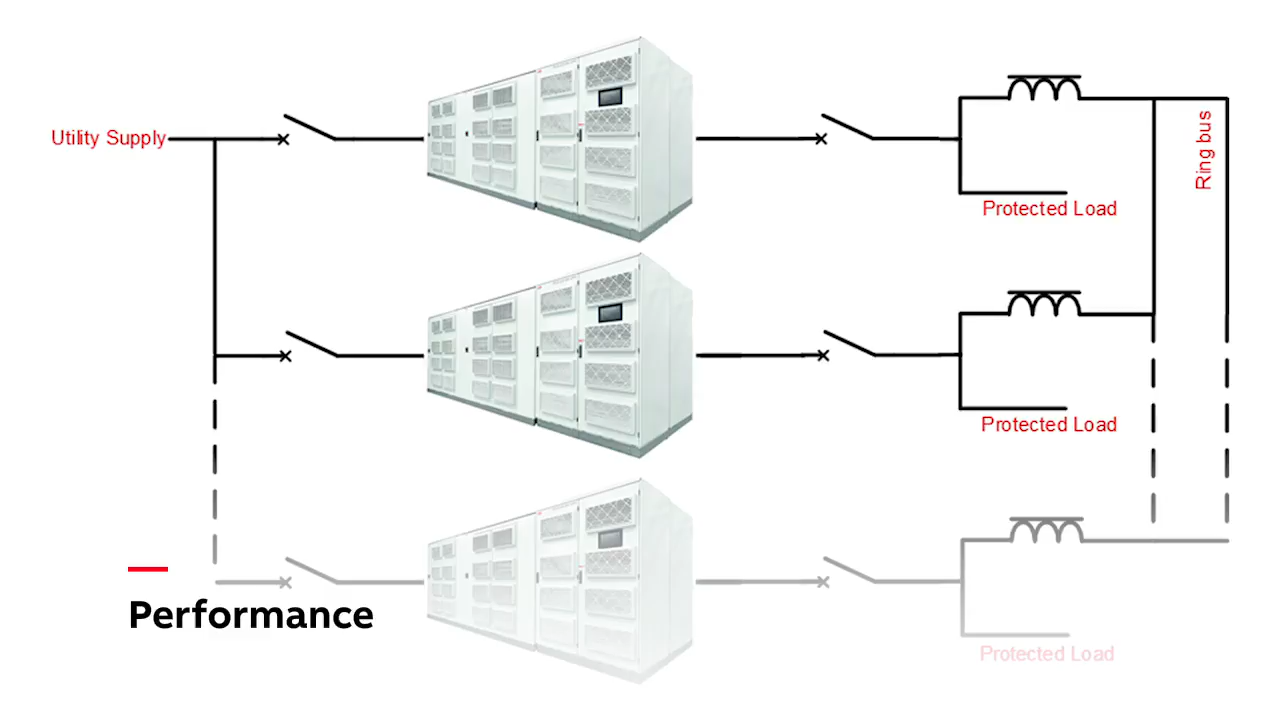 Utility Supply
Ring bus
Protected Load
Protected Load
Performance
Protected Load